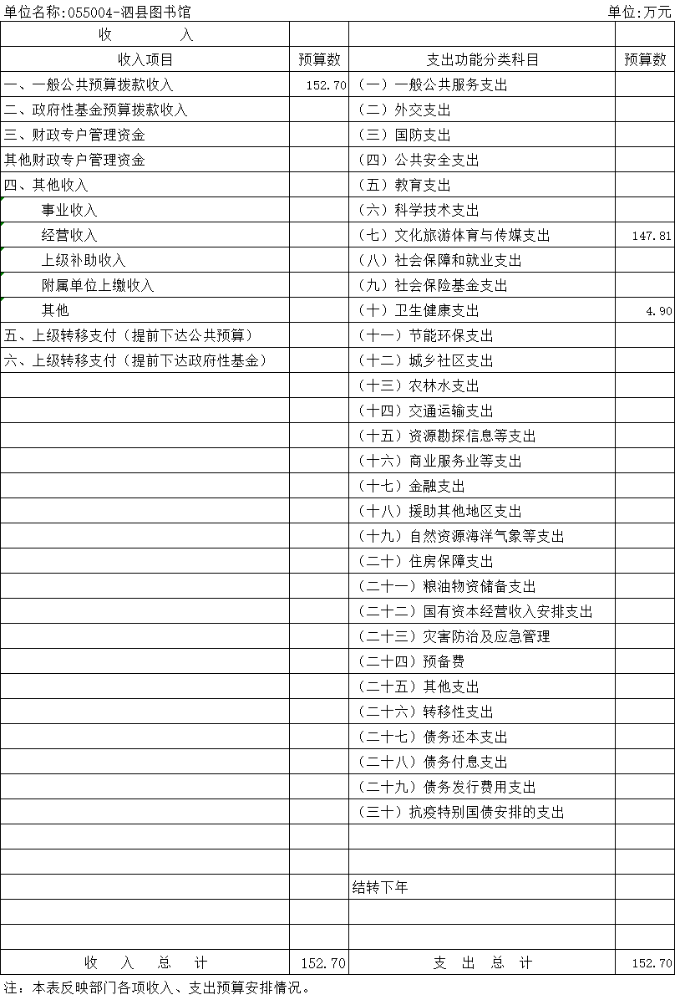 单位名称:055004-泗县图书馆 单位:万元
收 入
收入项目 预算数 支出功能分类科目 预算数
一、一般公共预算拨款收入 152.70 （一）一般公共服务支出
二、政府性基金预算拨款收入 （二）外交支出
三、财政专户管理资金 （三）国防支出
其他财政专户管理资金 （四）公共安全支出
四、其他收入 （五）教育支出
事业收入 （六）科学技术支出
经营收入 （七）文化旅游体育与传媒支出 147.81
上级补助收入 （八）社会保障和就业支出
附属单位上缴收入 （九）社会保险基金支出
其他 （十）卫生健康支出 4.90
五、上级转移支付（提前下达公共预算） （十一）节能环保支出
六、上级转移支付（提前下达政府性基金） （十二）城乡社区支出
（十三）农林水支出
（十四）交通运输支出
（十五）资源勘探信息等支出
（十六）商业服务业等支出
（十七）金融支出
（十八）援助其他地区支出
（十九）自然资源海洋气象等支出
（二十）住房保障支出
（二十一）粮油物资储备支出
（二十二）国有资本经营收入安排支出
（二十三）灾害防治及应急管理
（二十四）预备费
（二十五）其他支出
（二十六）转移性支出
（二十七）债务还本支出
（二十八）债务付息支出
（二十九）债务发行费用支出
（三十）抗疫特别国债安排的支出
结转下年
收 入 总 计 152.70 支 出 总 计 152.70
注：本表反映部门各项收入、支出预算安排情况。